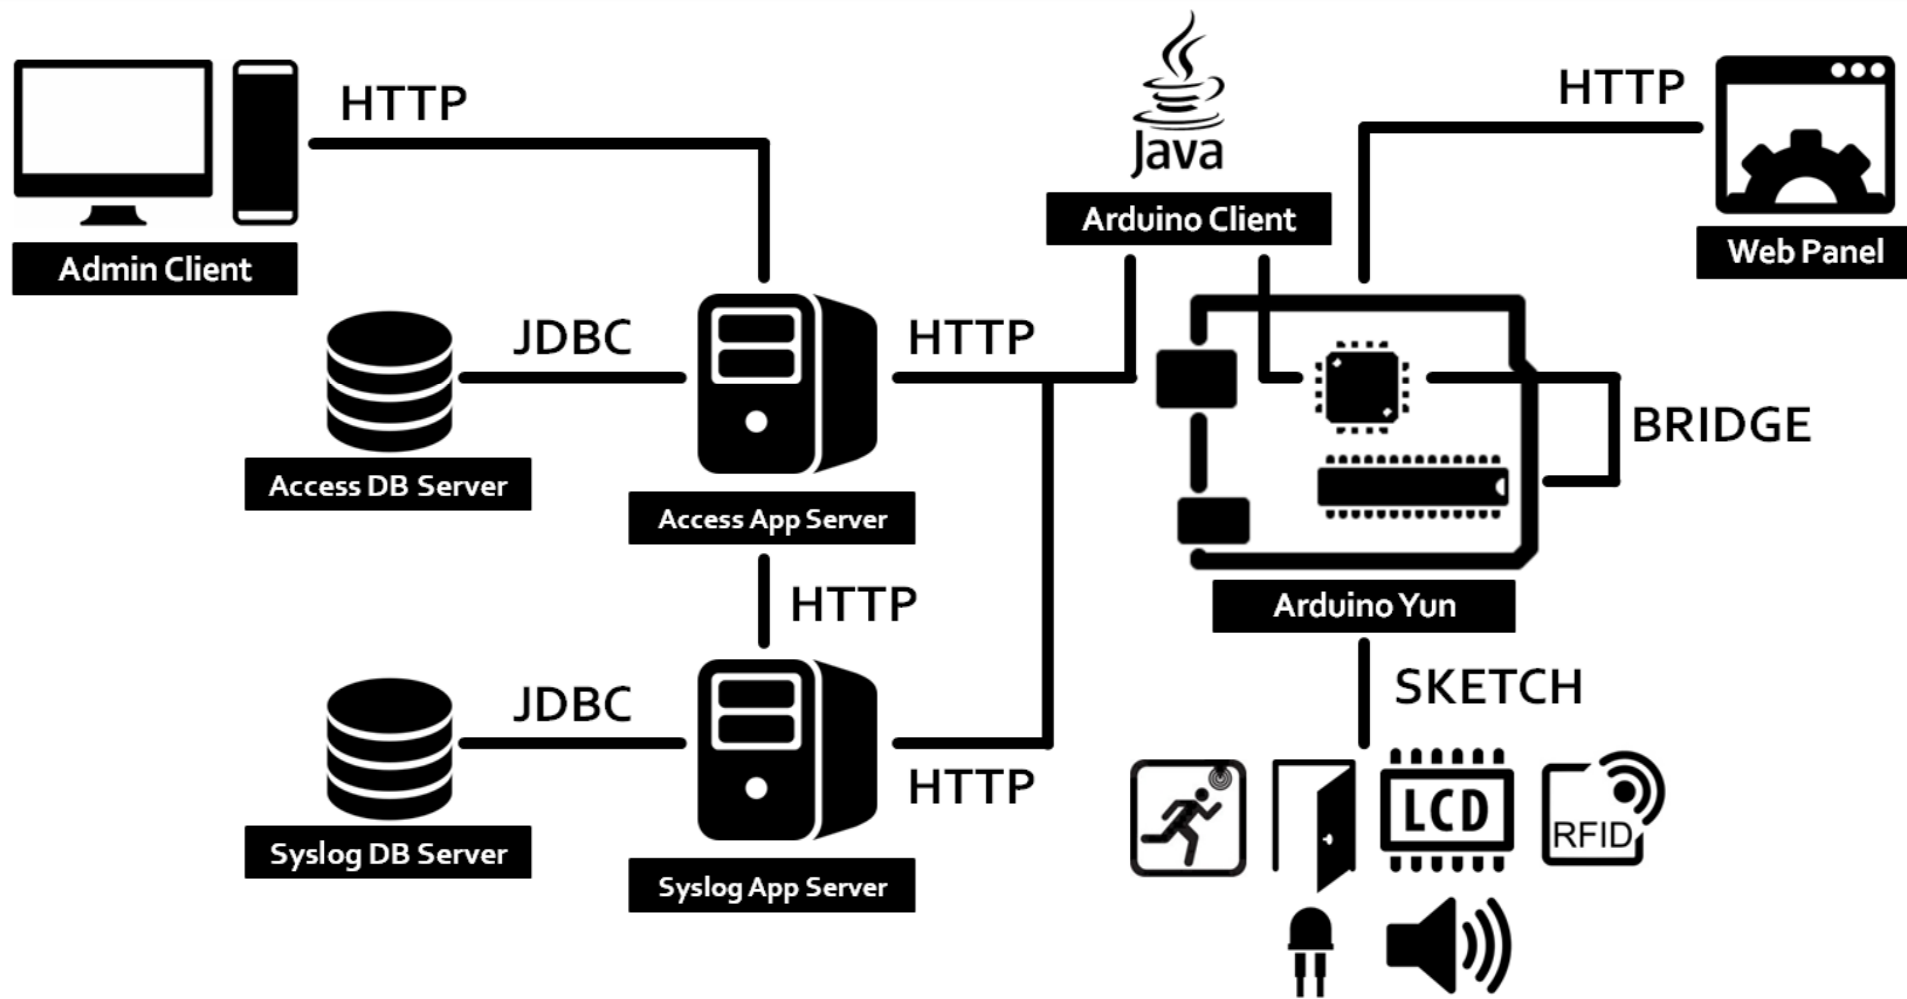 HTTP
Java
HTTP
Arduino Client
Admin Client
Web Panel
JDBC
HTTP
BRIDGE
Access DB Server
Access App Server
HTTP
Arduino Yun
SKETCH
JDBC
HTTP
LCD
RFID
Syslog DB Server
Syslog App Server